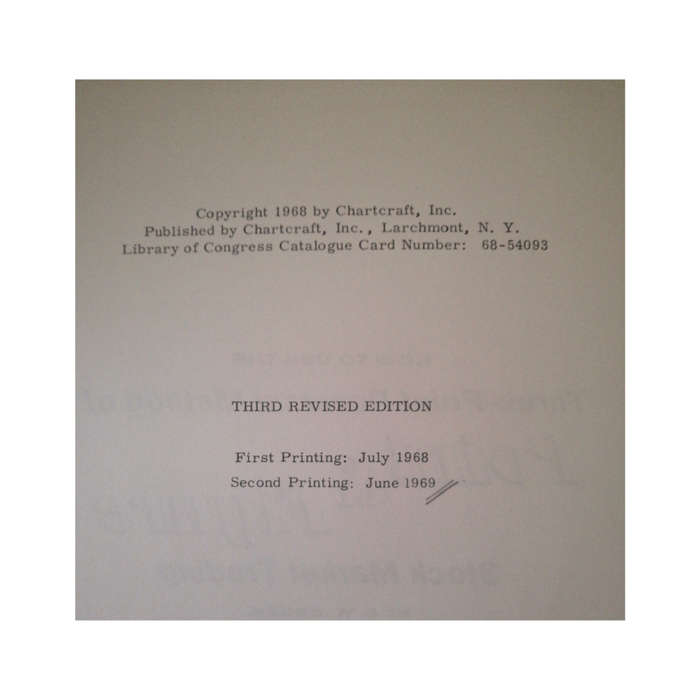 Copyright 1968 by Chartcraft, Inc.
Published by Chartcraft, Inc., Larchmont, N. Y.
Library of Congress Catalogue Card Number: 68-54093
THIRD REVISED EDITION
First Printing: July 1968
Second Printing: June 1969